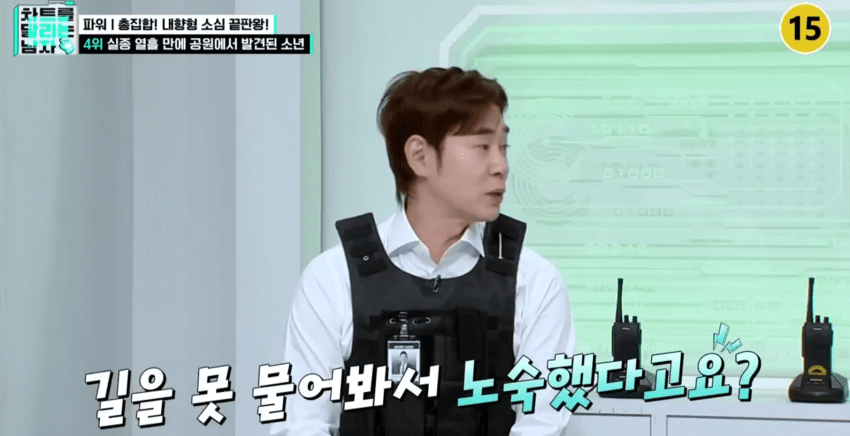 차트를
달리는
남자
파워 I 총집합! 내향형 소심 끝판왕!
4위 실종 열흘 만에 공원에서 발견된 소년
15
길을 못 물어봐서 노숙했다고요?